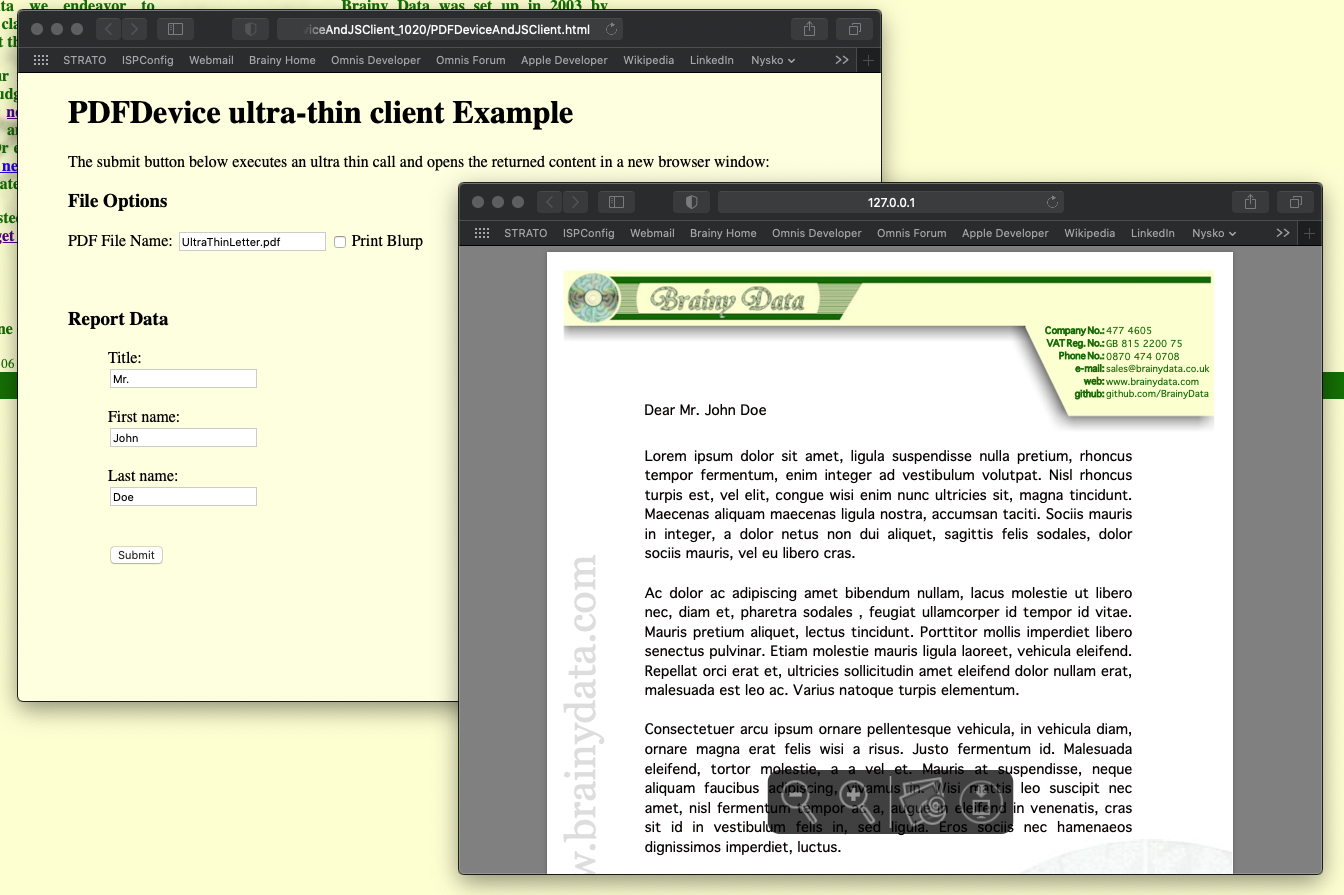 ta we endeavor to
Brainy Data was set up in 2003 by
viceAndJSClient_1020/PDFDeviceAndJSClient.html
STRATO ISPConfig Webmail Brainy Home Omnis Developer Omnis Forum Apple Developer Wikipedia LinkedIn Nysko
PDFDevice ultra-thin client Example
The submit button below executes an ultra thin call and opens the returned content in a new browser window:
File Options
PDF File Name: UltraThinLetter.pdf Print Blurp
Report Data
Title:
Mr.
First name:
John
Last name:
Doe
Submit
127.0.0.1
STRATO ISPConfig Webmail Brainy Home Omnis Developer Omnis Forum Apple Developer Wikipedia LinkedIn Nysko
Brainy Data
Company No.: 477 4605
VAT Reg. No.: GB 815 2200 75
Phone No.: 0870 474 0708
e-mail: sales@brainydata.co.uk
web: www.brainydata.com
github: github.com/BrainyData
Dear Mr. John Doe
Lorem ipsum dolor sit amet, ligula suspendisse nulla pretium, rhoncus
tempor fermentum, enim integer ad vestibulum volutpat. Nisl rhoncus
turpis est, vel elit, congue wisi enim nunc ultricies sit, magna tincidunt.
Maecenas aliquam maecenas ligula nostra, accumsan taciti. Sociis mauris
in integer, a dolor netus non dui aliquet, sagittis felis sodales, dolor
sociis mauris, vel eu libero cras.
Ac dolor ac adipiscing amet bibendum nullam, lacus molestie ut libero
nec, diam et, pharetra sodales , feugiat ullamcorper id tempor id vitae.
Mauris pretium aliquet, lectus tincidunt. Porttitor mollis imperdiet libero
senectus pulvinar. Etiam molestie mauris ligula laoreet, vehicula eleifend.
Repellat orci erat et, ultricies sollicitudin amet eleifend dolor nullam erat,
malesuada est leo ac. Varius natoque turpis elementum.
Consectetuer arcu ipsum ornare pellentesque vehicula, in vehicula diam,
ornare magna erat felis wisi a risus. Justo fermentum id. Malesuada
eleifend, tortor molestie, a a vel et. Mauris at suspendisse, neque
aliquam faucibus adipiscing, vivamus in. Wisi mattis leo suscipit nec
amet, nisl fermentum tempor ac a, augue in eleifend in venenatis, cras
sit id in vestibulum felis in, sed ligula. Eros sociis nec hamenaeos
dignissimos imperdiet, luctus.
w.brainydata.com